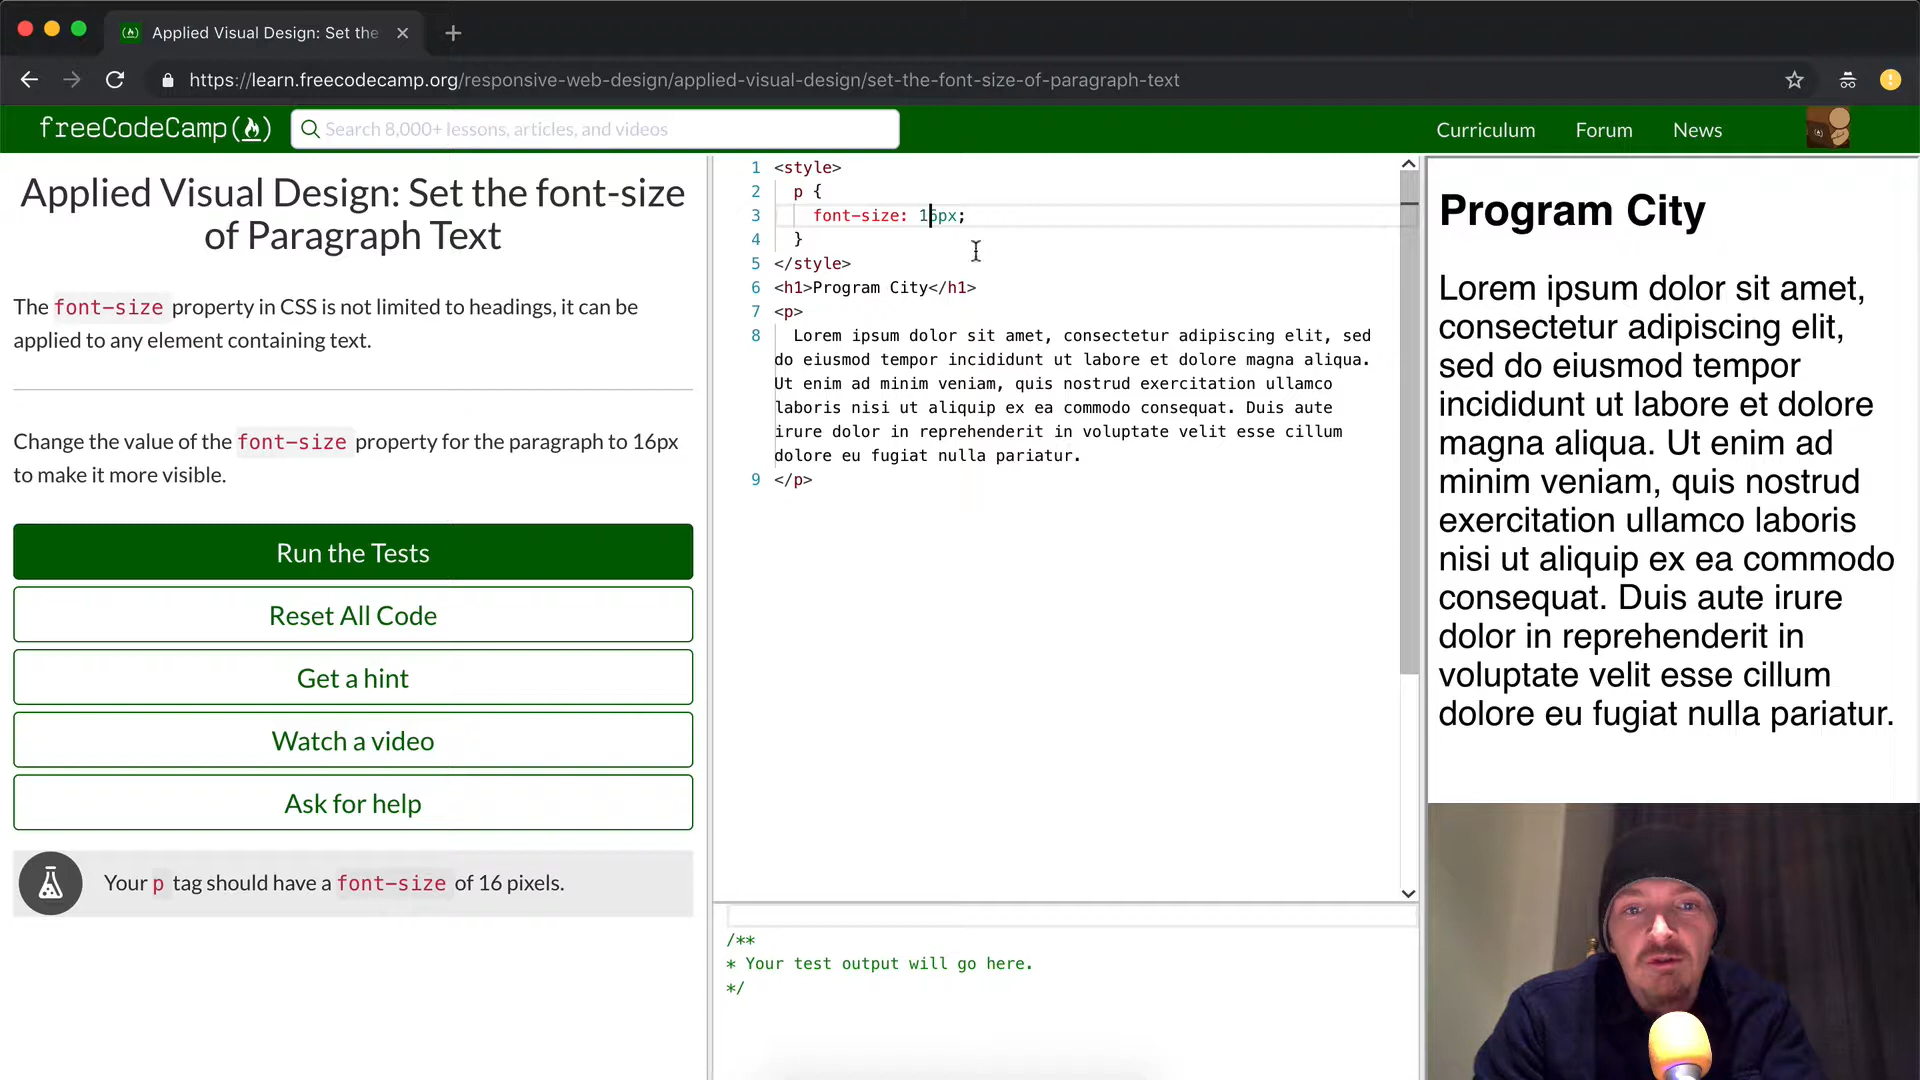 Applied Visual Design: Set the
https://learn.freecodecamp.org/responsive-web-design/applied-visual-design/set-the-font-size-of-paragraph-text
freeCodeCamp
Search 8,000+ lessons, articles, and videos
Curriculum
Forum
News
Applied Visual Design: Set the font-size
of Paragraph Text
The font-size property in CSS is not limited to headings, it can be
applied to any element containing text.
Change the value of the font-size property for the paragraph to 16px
to make it more visible.
Run the Tests
Reset All Code
Get a hint
Watch a video
Ask for help
Your p tag should have a font-size of 16 pixels.
1 <style>
2 p {
3 font-size: 16px;
4 }
5 </style>
6 <h1>Program City</h1>
7 <p>
8 Lorem ipsum dolor sit amet, consectetur adipiscing elit, sed
do eiusmod tempor incididunt ut labore et dolore magna aliqua.
Ut enim ad minim veniam, quis nostrud exercitation ullamco
laboris nisi ut aliquip ex ea commodo consequat. Duis aute
irure dolor in reprehenderit in voluptate velit esse cillum
dolore eu fugiat nulla pariatur.
9 </p>
/**
* Your test output will go here.
*/
Program City
Lorem ipsum dolor sit amet,
consectetur adipiscing elit,
sed do eiusmod tempor
incididunt ut labore et dolore
magna aliqua. Ut enim ad
minim veniam, quis nostrud
exercitation ullamco laboris
nisi ut aliquip ex ea commodo
consequat. Duis aute irure
dolor in reprehenderit in
voluptate velit esse cillum
dolore eu fugiat nulla pariatur.